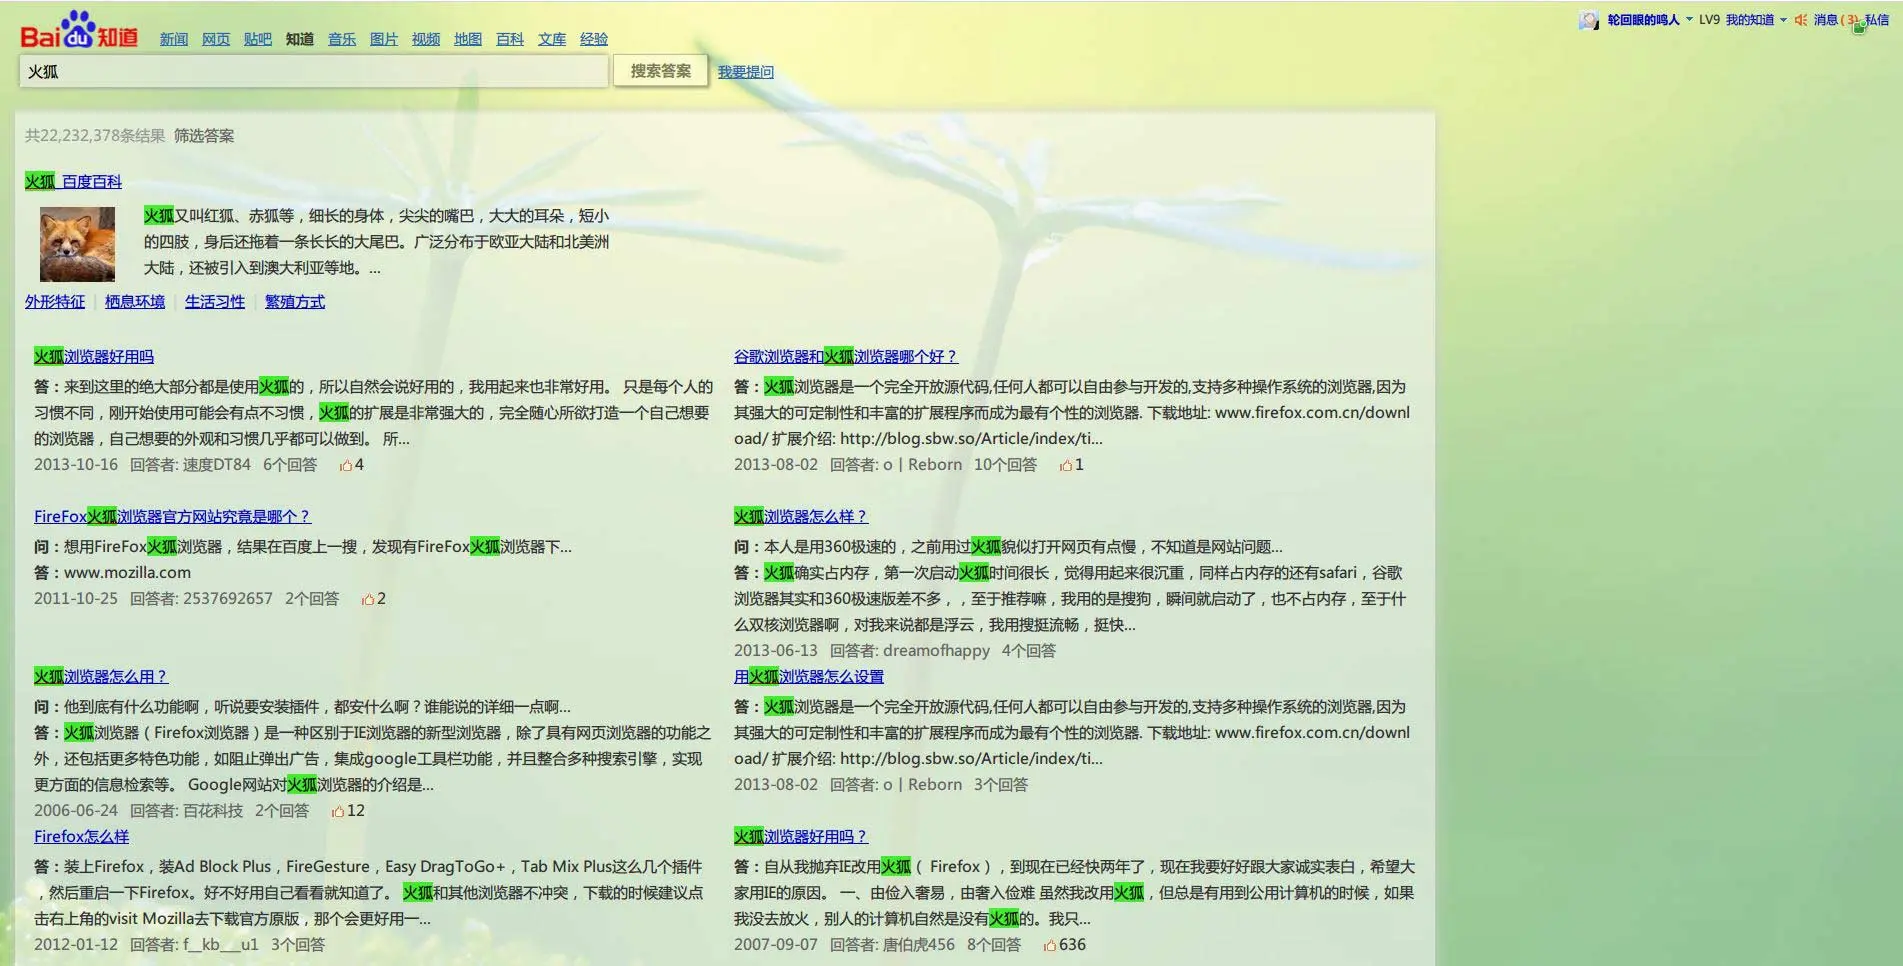 Bai du 知道
新闻 网页 贴吧 知道 音乐 图片 视频 地图 百科 文库 经验
轮回眼的鸣人 LV9 我的知道 消息(3) 私信
火狐 搜索答案 我要提问
共22,232,378条结果 筛选答案
火狐_百度百科
火狐又叫红狐、赤狐等，细长的身体，尖尖的嘴巴，大大的耳朵，短小
的四肢，身后还拖着一条长长的大尾巴。广泛分布于欧亚大陆和北美洲
大陆，还被引入到澳大利亚等地。...
外形特征 | 栖息环境 | 生活习性 | 繁殖方式
火狐浏览器好用吗
答：来到这里的绝大部分都是使用火狐的，所以自然会说好用的，我用起来也非常好用。 只是每个人的
习惯不同，刚开始使用可能会有点不习惯，火狐的扩展是非常强大的，完全随心所欲打造一个自己想要
的浏览器，自己想要的外观和习惯几乎都可以做到。 所...
2013-10-16 回答者: 速度DT84 6个回答 4
谷歌浏览器和火狐浏览器哪个好？
答：火狐浏览器是一个完全开放源代码,任何人都可以自由参与开发的,支持多种操作系统的浏览器,因为
其强大的可定制性和丰富的扩展程序而成为最有个性的浏览器. 下载地址: www.firefox.com.cn/downl
oad/ 扩展介绍: http://blog.sbw.so/Article/index/ti...
2013-08-02 回答者: o丨Reborn 10个回答 1
FireFox火狐浏览器官方网站究竟是哪个？
问：想用FireFox火狐浏览器，结果在百度上一搜，发现有FireFox火狐浏览器下...
答：www.mozilla.com
2011-10-25 回答者: 2537692657 2个回答 2
火狐浏览器怎么样？
问：本人是用360极速的，之前用过火狐貌似打开网页有点慢，不知道是网站问题...
答：火狐确实占内存，第一次启动火狐时间很长，觉得用起来很沉重，同样占内存的还有safari，谷歌
浏览器其实和360极速版差不多，，至于推荐嘛，我用的是搜狗，瞬间就启动了，也不占内存，至于什
么双核浏览器啊，对我来说都是浮云，我用搜挺流畅，挺快...
2013-06-13 回答者: dreamofhappy 4个回答
火狐浏览器怎么用？
问：他到底有什么功能啊，听说要安装插件，都安什么啊？谁能说的详细一点啊...
答：火狐浏览器（Firefox浏览器）是一种区别于IE浏览器的新型浏览器，除了具有网页浏览器的功能之
外，还包括更多特色功能，如阻止弹出广告，集成google工具栏功能，并且整合多种搜索引擎，实现
更方面的信息检索等。 Google网站对火狐浏览器的介绍是...
2006-06-24 回答者: 百花科技 2个回答 12
用火狐浏览器怎么设置
答：火狐浏览器是一个完全开放源代码,任何人都可以自由参与开发的,支持多种操作系统的浏览器,因为
其强大的可定制性和丰富的扩展程序而成为最有个性的浏览器. 下载地址: www.firefox.com.cn/downl
oad/ 扩展介绍: http://blog.sbw.so/Article/index/ti...
2013-08-02 回答者: o丨Reborn 3个回答
Firefox怎么样
答：装上Firefox，装Ad Block Plus，FireGesture，Easy DragToGo+，Tab Mix Plus这么几个插件
，然后重启一下Firefox。好不好用自己看看就知道了。 火狐和其他浏览器不冲突，下载的时候建议点
击右上角的visit Mozilla去下载官方原版，那个会更好用一...
2012-01-12 回答者: f__kb___u1 3个回答
火狐浏览器好用吗？
答：自从我抛弃IE改用火狐（ Firefox），到现在已经快两年了，现在我要好好跟大家诚实表白，希望大
家用IE的原因。 一、由俭入奢易，由奢入俭难 虽然我改用火狐，但总是有用到公用计算机的时候，如果
我没去放火，别人的计算机自然是没有火狐的。我只...
2007-09-07 回答者: 唐伯虎456 8个回答 636